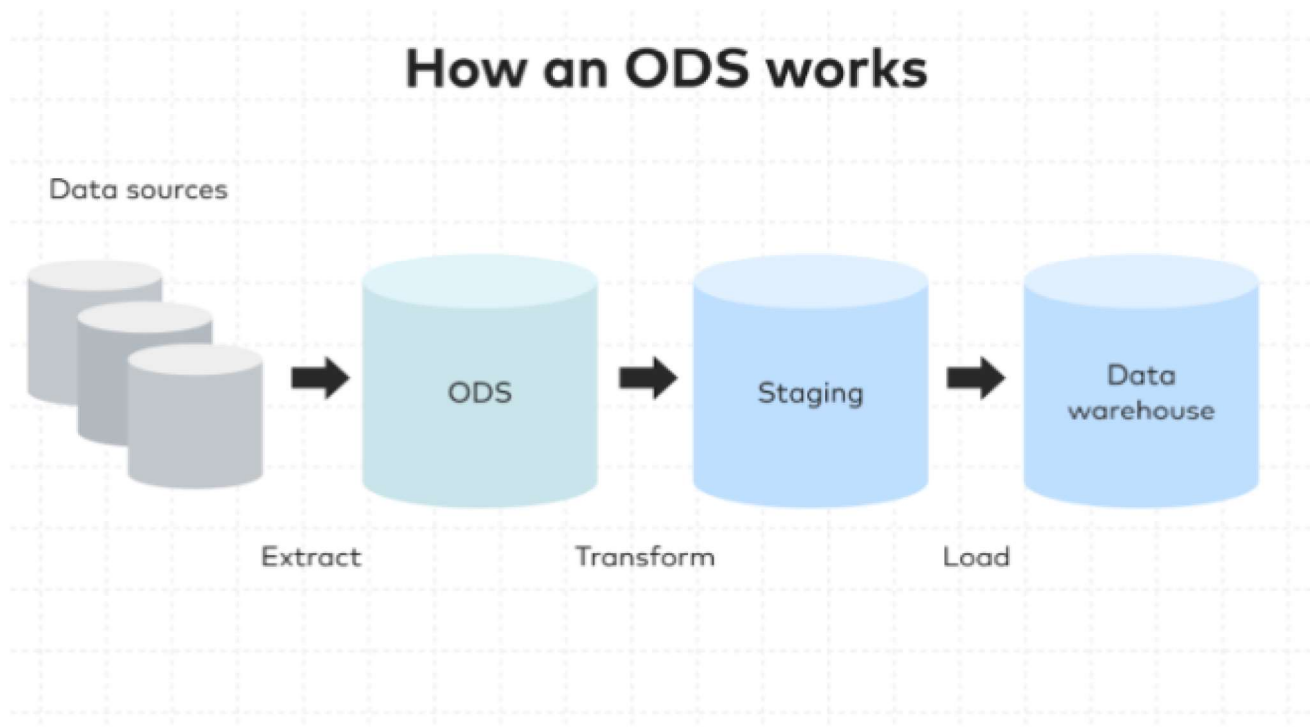 How an ODS works
Data sources
ODS
Staging
Data
warehouse
Extract
Transform
Load